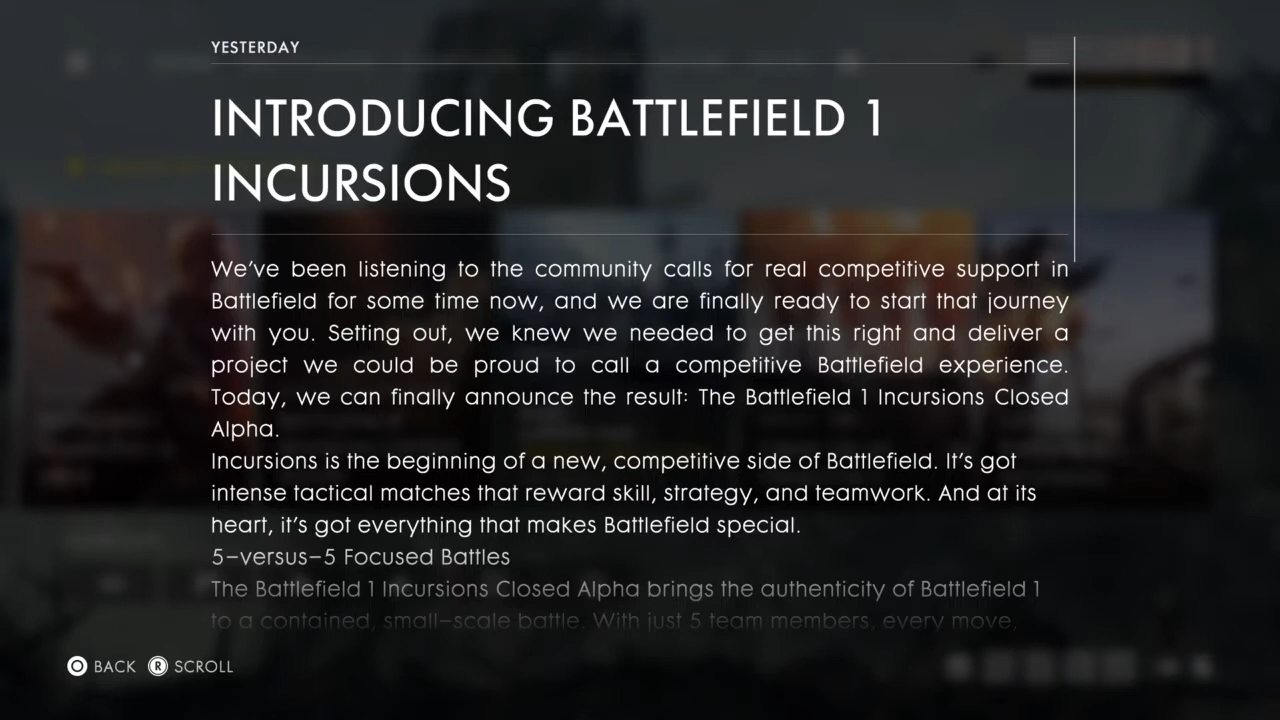 YESTERDAY
INTRODUCING BATTLEFIELD 1
INCURSIONS
We've been listening to the community calls for real competitive support in
Battlefield for some time now, and we are finally ready to start that journey
with you. Setting out, we knew we needed to get this right and deliver a
project we could be proud to call a competitive Battlefield experience.
Today, we can finally announce the result: The Battlefield 1 Incursions Closed
Alpha.
Incursions is the beginning of a new, competitive side of Battlefield. It's got
intense tactical matches that reward skill, strategy, and teamwork. And at its
heart, it's got everything that makes Battlefield special.
5-versus-5 Focused Battles
The Battlefield 1 Incursions Closed Alpha brings the authenticity of Battlefield 1
to a contained, small-scale battle. With just 5 team members, every move,
BACK R SCROLL